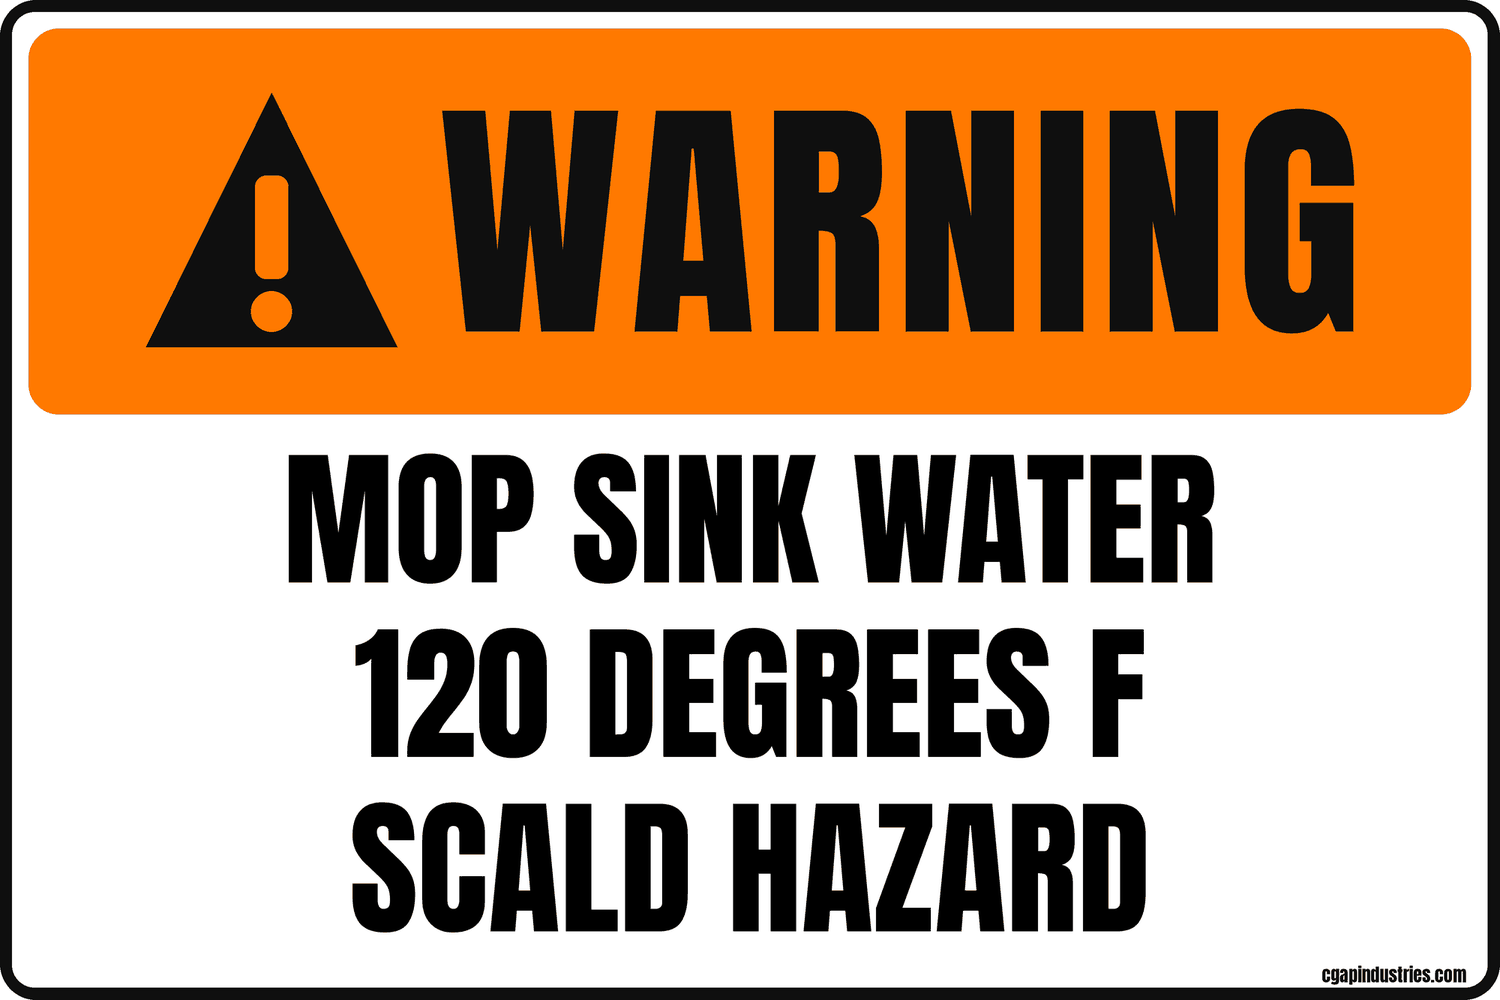 WARNING
MOP SINK WATER
120 DEGREES F
SCALD HAZARD
cgapindustries.com